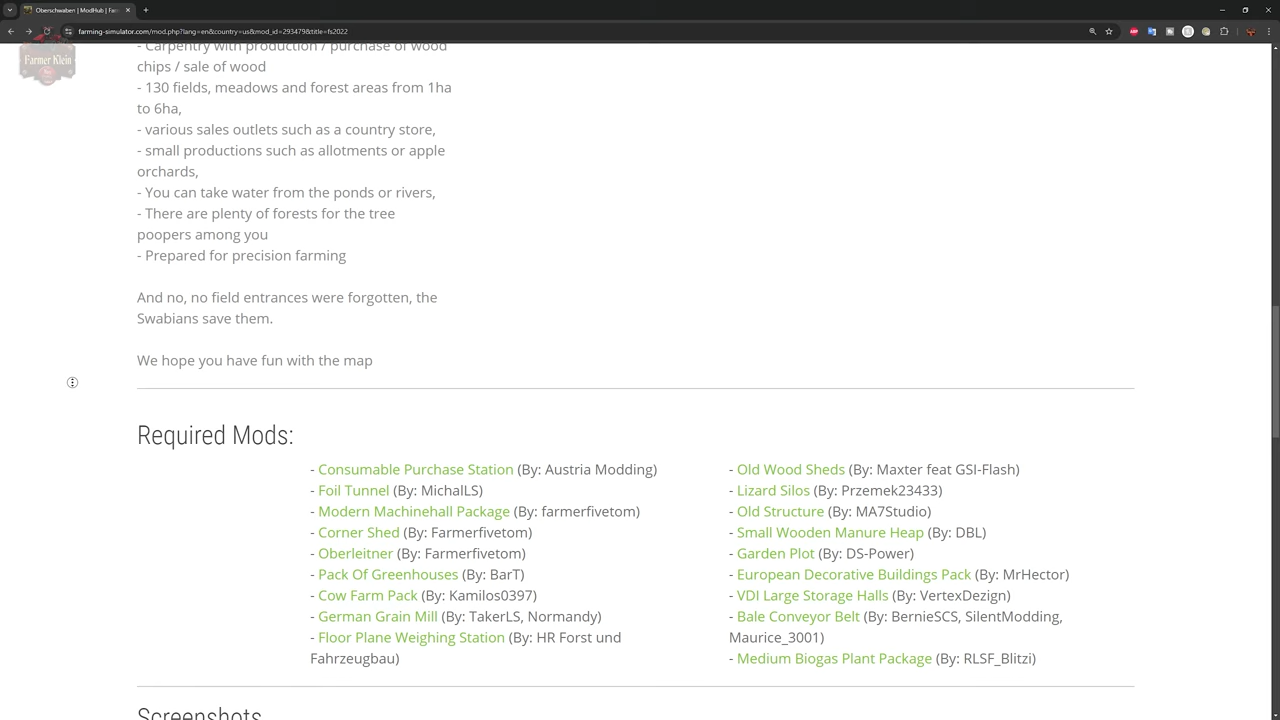 Oberschwaben | ModHub | Far
farming-simulator.com/mod.php?lang=en&country=us&mod_id=293479&title=fs2022
Farmer Klein
- Carpentry with production / purchase of wood
chips / sale of wood
- 130 fields, meadows and forest areas from 1ha
to 6ha,
- various sales outlets such as a country store,
- small productions such as allotments or apple
orchards,
- You can take water from the ponds or rivers,
- There are plenty of forests for the tree
poopers among you
- Prepared for precision farming
And no, no field entrances were forgotten, the
Swabians save them.
We hope you have fun with the map
Required Mods:
- Consumable Purchase Station (By: Austria Modding)
- Foil Tunnel (By: MichalLS)
- Modern Machinehall Package (By: farmerfivetom)
- Corner Shed (By: Farmerfivetom)
- Oberleitner (By: Farmerfivetom)
- Pack Of Greenhouses (By: BarT)
- Cow Farm Pack (By: Kamilos0397)
- German Grain Mill (By: TakerLS, Normandy)
- Floor Plane Weighing Station (By: HR Forst und
Fahrzeugbau)
- Old Wood Sheds (By: Maxter feat GSI-Flash)
- Lizard Silos (By: Przemek23433)
- Old Structure (By: MA7Studio)
- Small Wooden Manure Heap (By: DBL)
- Garden Plot (By: DS-Power)
- European Decorative Buildings Pack (By: MrHector)
- VDI Large Storage Halls (By: VertexDezign)
- Bale Conveyor Belt (By: BernieSCS, SilentModding,
Maurice_3001)
- Medium Biogas Plant Package (By: RLSF_Blitzi)
Screenshots